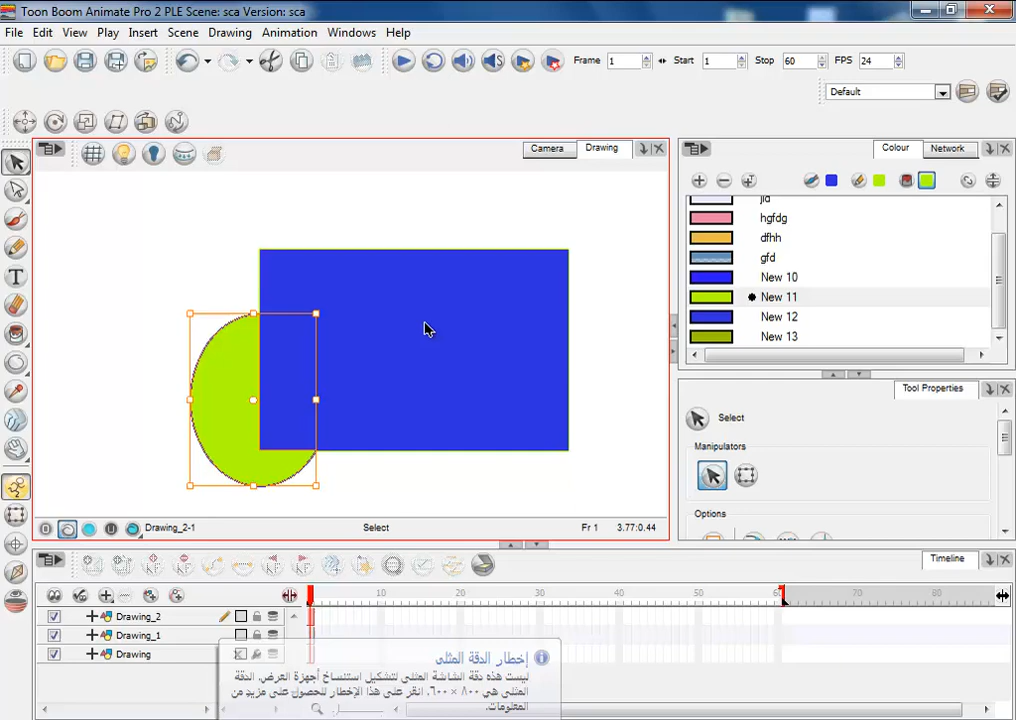 Toon Boom Animate Pro 2 PLE Scene: sca Version: sca
File Edit View Play Insert Scene Drawing Animation Windows Help
Frame 1 Start 1 Stop 60 FPS 24
Default
Camera Drawing
Colour Network
jld
hgfdg
dfhh
gfd
New 10
New 11
New 12
New 13
Tool Properties
Select
Manipulators
Options
Drawing_2-1 Select Fr 1 3.77:0.44
Timeline
10 20 30 40 50 60 70 80
Drawing_2
Drawing_1
Drawing
إخطار الدقة المثلى
ليست هذه دقة الشاشة المثلى لتشكيل استنساخ أجهزة العرض. الدقة
المثلى هي ٨٠٠ × ٦٠٠. انقر على هذا الإخطار للحصول على مزيد من
المعلومات.